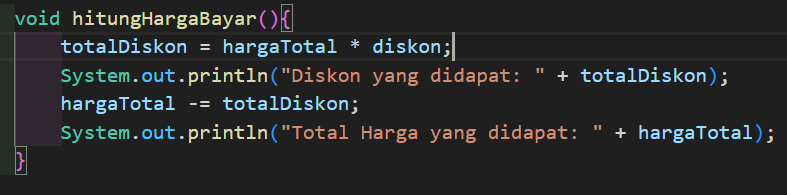 void hitungHargaBayar(){
    totalDiskon = hargaTotal * diskon;
    System.out.println("Diskon yang didapat: " + totalDiskon);
    hargaTotal -= totalDiskon;
    System.out.println("Total Harga yang didapat: " + hargaTotal);
}